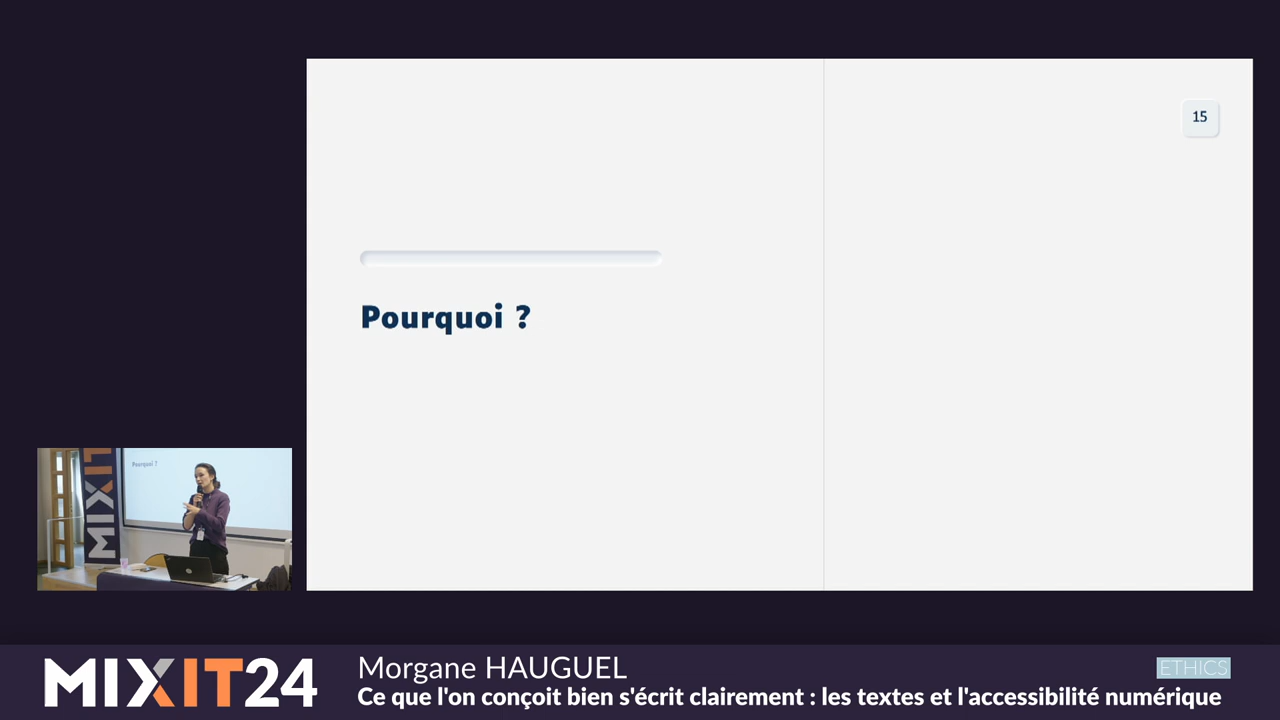 15
Pourquoi ?
Pourquoi ?
MIXIT
MIXIT24
Morgane HAUGUEL
ETHICS
Ce que l'on conçoit bien s'écrit clairement : les textes et l'accessibilité numérique